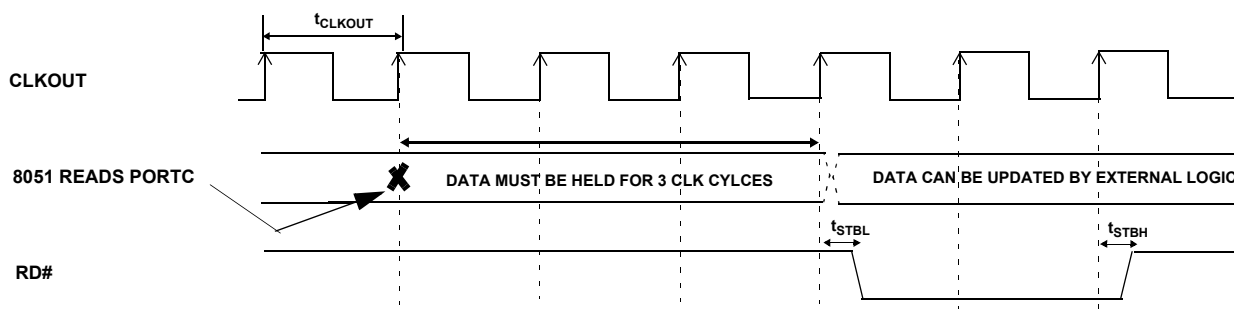 tCLKOUT
CLKOUT
8051 READS PORTC
DATA MUST BE HELD FOR 3 CLK CYLCES
DATA CAN BE UPDATED BY EXTERNAL LOGIC
tSTBL
tSTBH
RD#